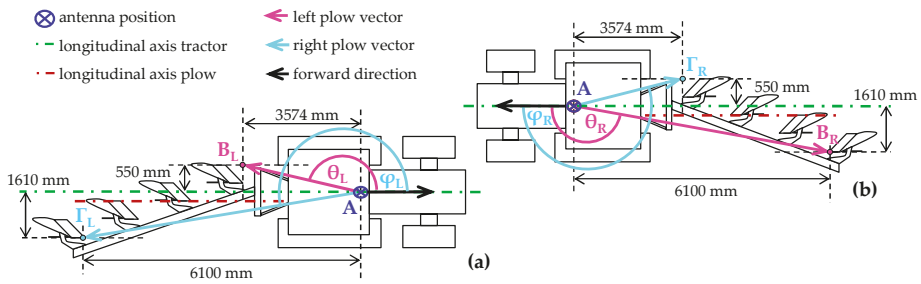 antenna position
left plow vector
longitudinal axis tractor
right plow vector
longitudinal axis plow
forward direction
3574 mm
A
Γ_R
550 mm
1610 mm
φ_R
θ_R
B_R
6100 mm
(b)
3574 mm
B_L
550 mm
1610 mm
θ_L
φ_L
A
Γ_L
6100 mm
(a)